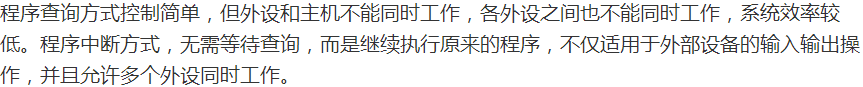 程序查询方式控制简单，但外设和主机不能同时工作，各外设之间也不能同时工作，系统效率较
低。程序中断方式，无需等待查询，而是继续执行原来的程序，不仅适用于外部设备的输入输出操
作，并且允许多个外设同时工作。